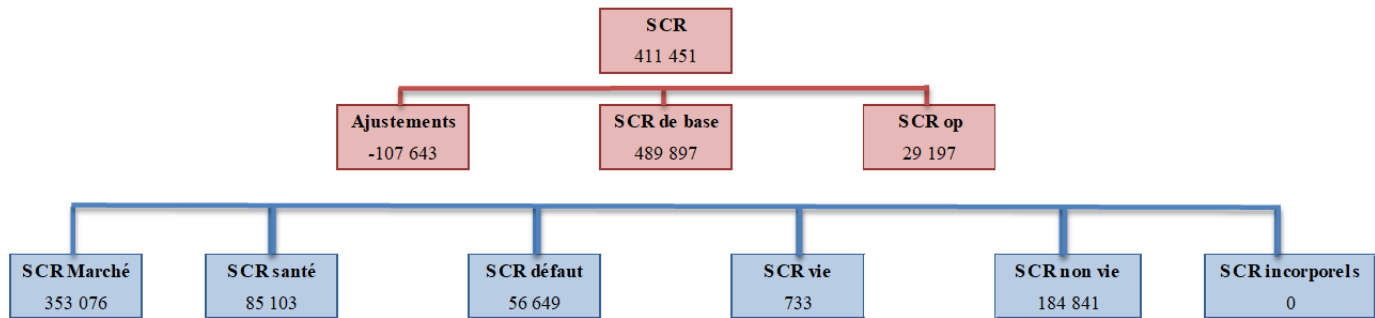 SCR
411 451
Ajustements
-107 643
SCR de base
489 897
SCR op
29 197
SCR Marché
353 076
SCR santé
85 103
SCR défaut
56 649
SCR vie
733
SCR non vie
184 841
SCR incorporels
0